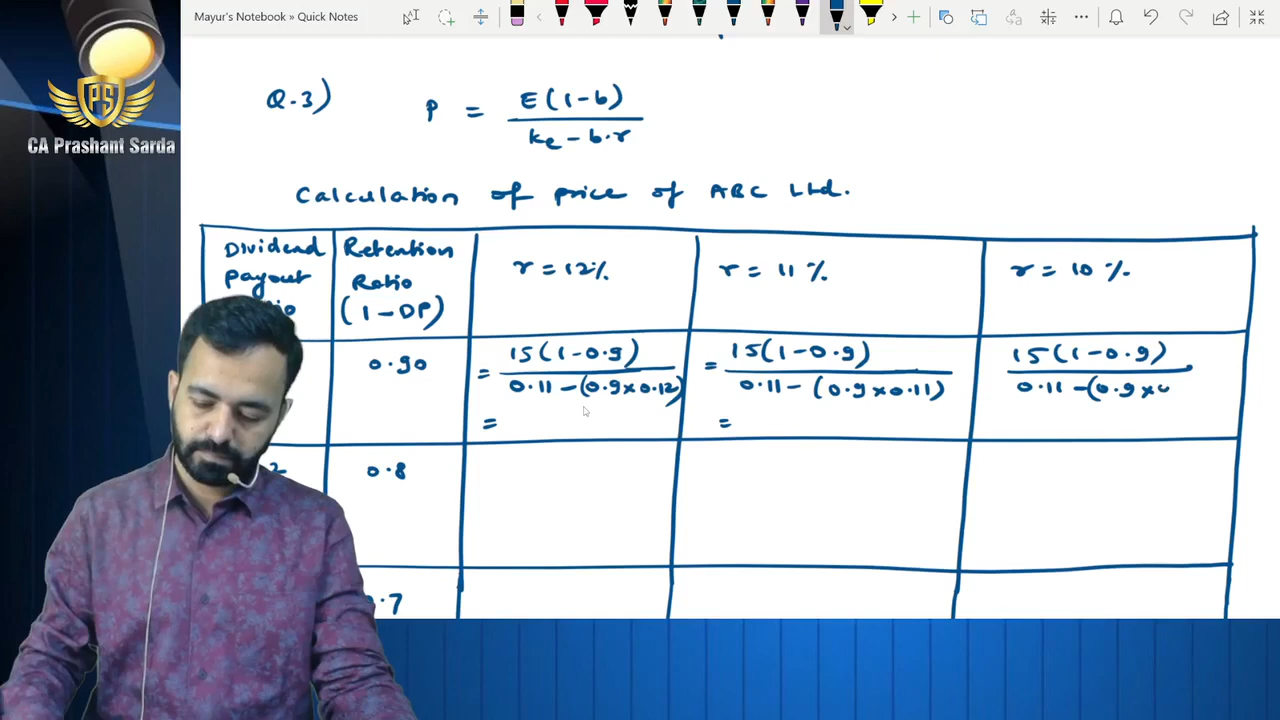 Mayur's Notebook » Quick Notes
PS
CA Prashant Sarda
Q.3) P = E(1-b) / ke - b.r
Calculation of price of ABC Ltd.
Dividend Payout
Retention Ratio (1-DP)
r = 12%
r = 11%
r = 10%
0.90
= 15(1-0.9) / 0.11-(0.9×0.12)
=
= 15(1-0.9) / 0.11-(0.9×0.11)
=
15(1-0.9) / 0.11-(0.9×
0.8
.7